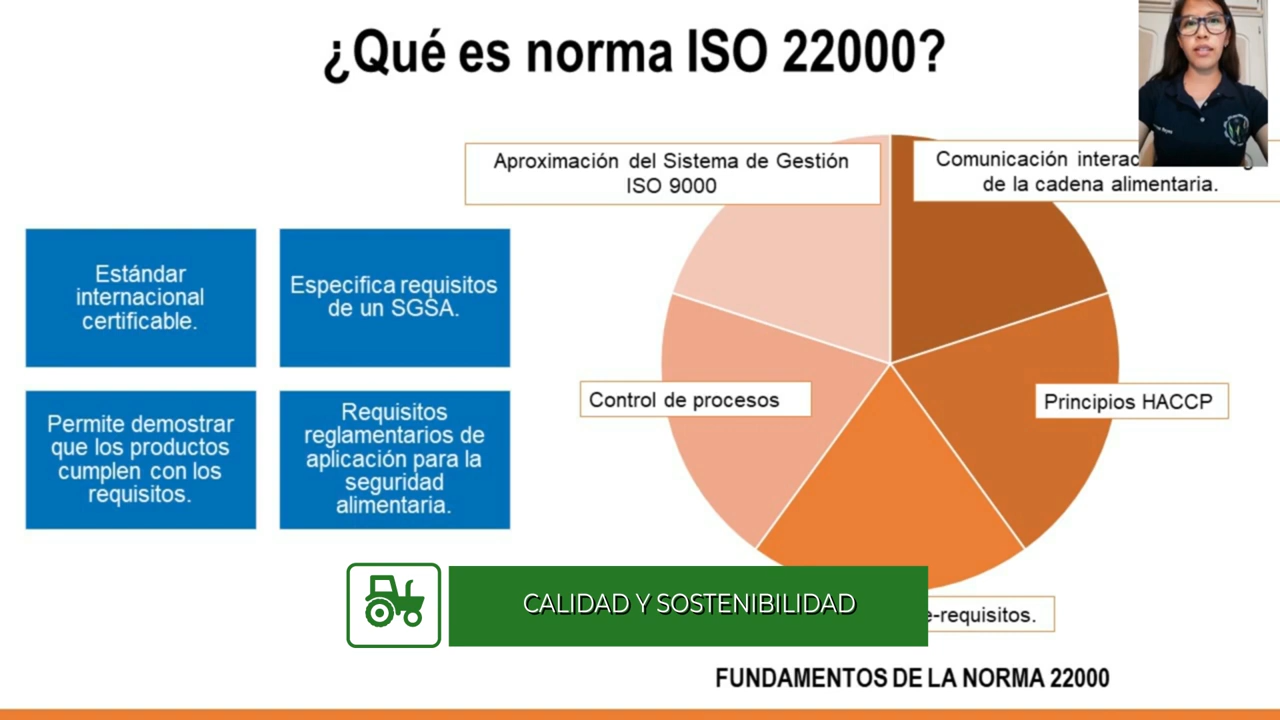 ¿Qué es norma ISO 22000?
Estándar
internacional
certificable.
Especifica requisitos
de un SGSA.
Permite demostrar
que los productos
cumplen con los
requisitos.
Requisitos
reglamentarios de
aplicación para la
seguridad
alimentaria.
Aproximación del Sistema de Gestión
ISO 9000
Comunicación
de la cadena alimentaria.
Control de procesos
Principios HACCP
e-requisitos.
CALIDAD Y SOSTENIBILIDAD
FUNDAMENTOS DE LA NORMA 22000